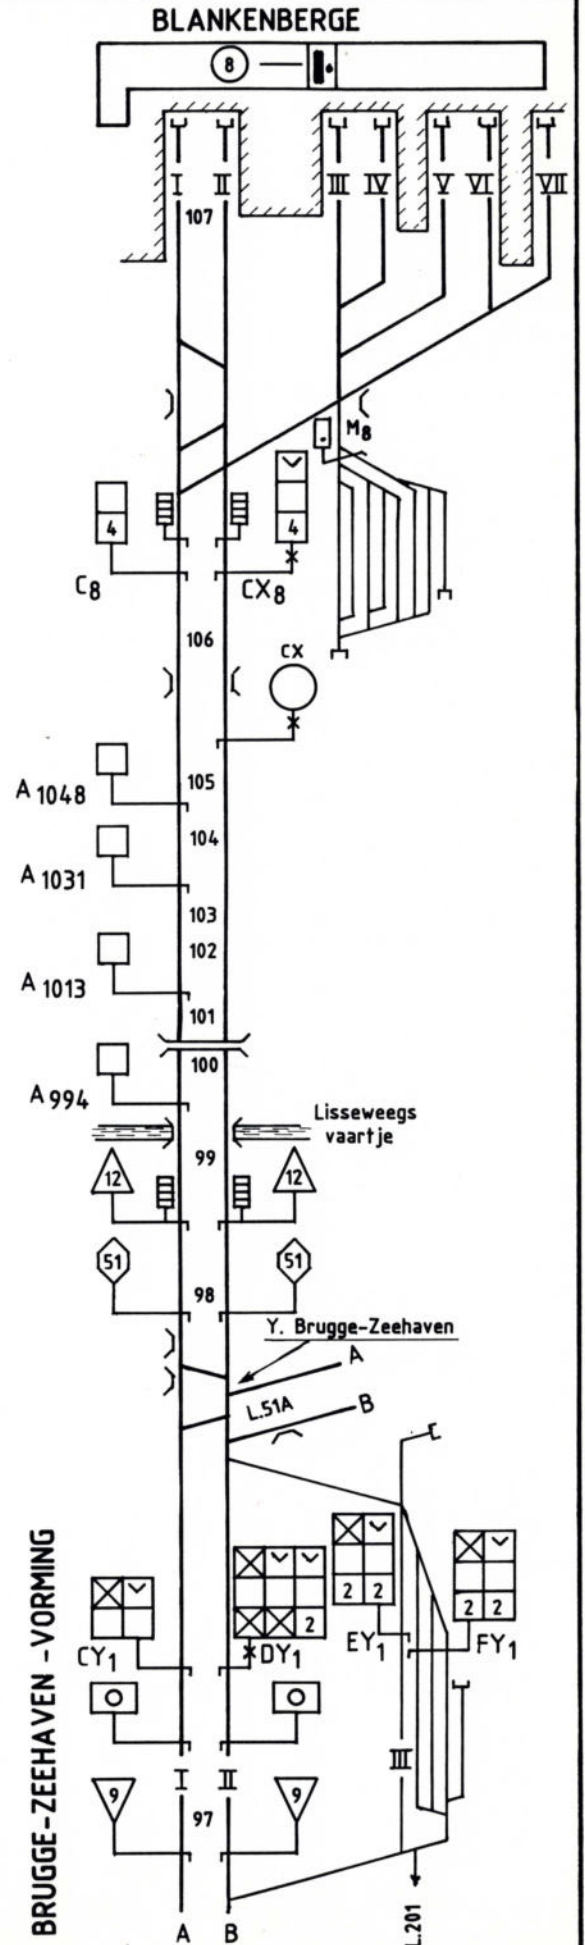 BLANKENBERGE
8
I II III IV V VI VII
107
M8
4 4
C8 CX8
106
CX
105
A 1048
104
A 1031
103
102
A 1013
101
100
A 994
Lisseweegs
vaartje
99
12 12
51 51
98
Y. Brugge-Zeehaven
A
L.51A B
BRUGGE-ZEEHAVEN -VORMING
2 2
2
2 2
CY1 DY1 EY1 FY1
I II III
9 9
97
A B
L.201